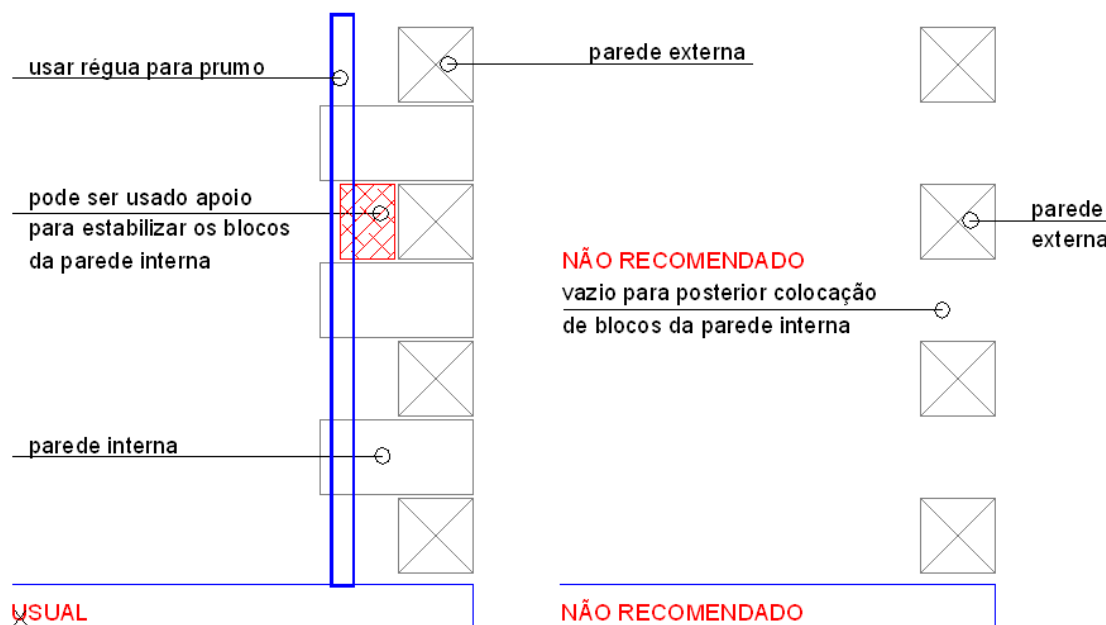 usar régua para prumo
parede externa
pode ser usado apoio
para estabilizar os blocos
da parede interna
parede interna
USUAL
parede
externa
NÃO RECOMENDADO
vazio para posterior colocação
de blocos da parede interna
NÃO RECOMENDADO